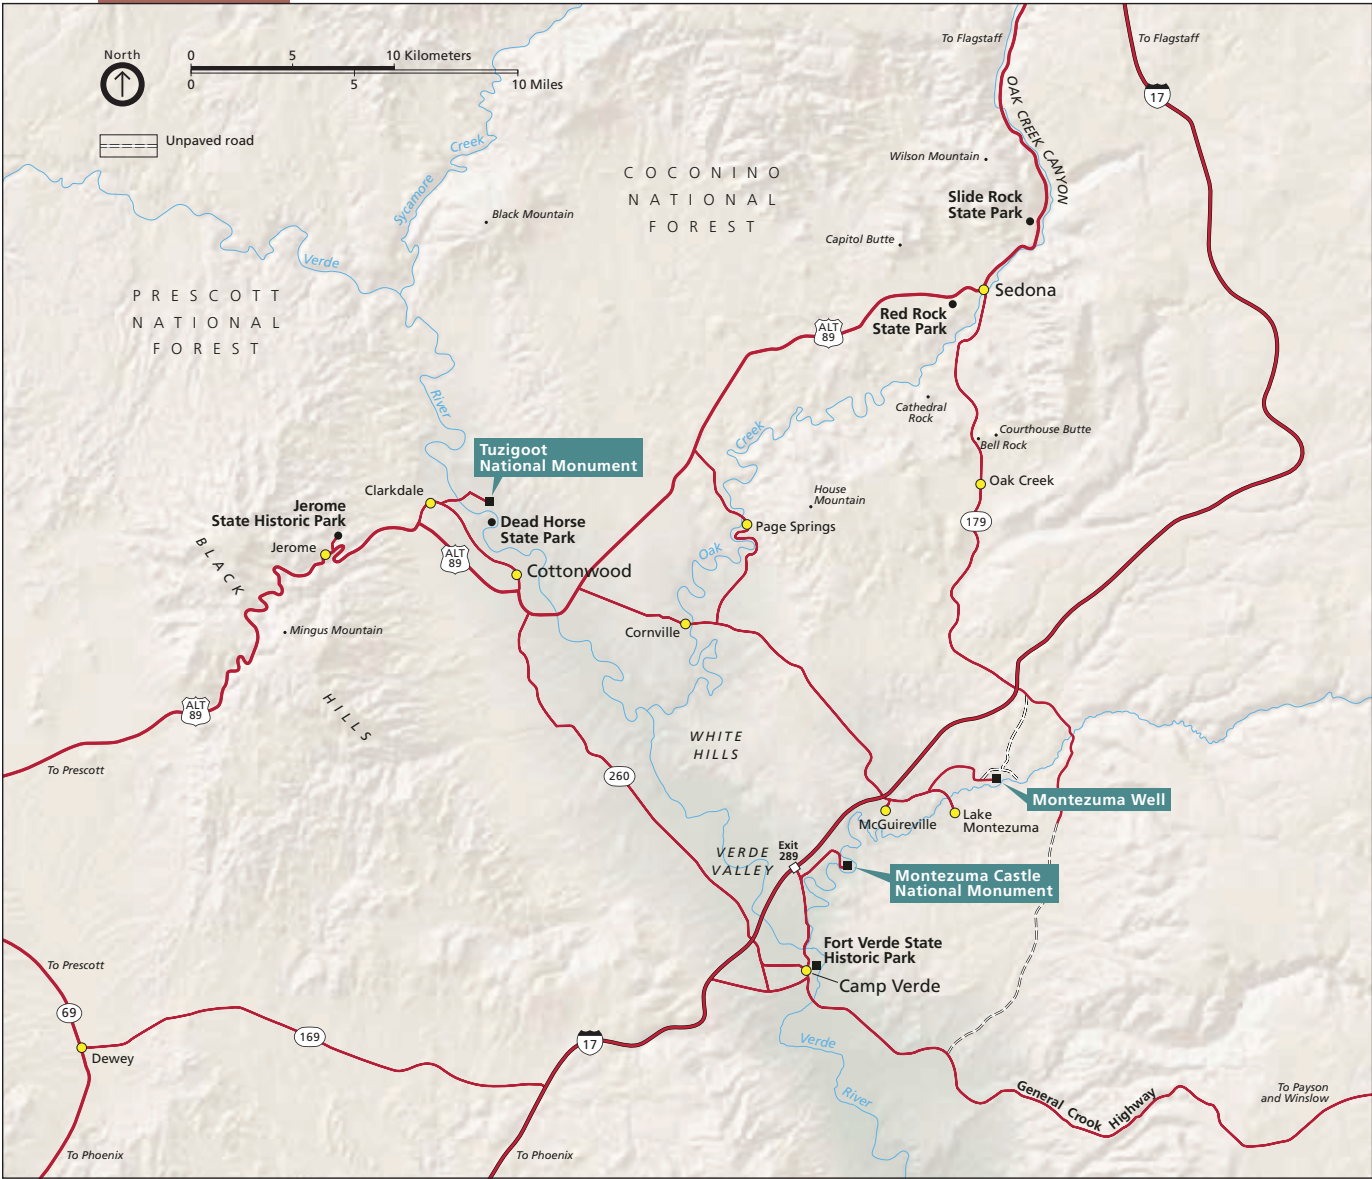 North
0 5 10 Kilometers
0 5 10 Miles
Unpaved road
To Flagstaff
To Flagstaff
17
OAK CREEK CANYON
Wilson Mountain
Slide Rock
State Park
Capitol Butte
COCONINO
NATIONAL
FOREST
Creek
Sycamore
Black Mountain
Verde
PRESCOTT
NATIONAL
FOREST
Sedona
Red Rock
State Park
ALT
89
River
Cathedral
Rock
Courthouse Butte
Bell Rock
Creek
Tuzigoot
National Monument
Oak Creek
House
Mountain
Clarkdale
Jerome
State Historic Park
Dead Horse
State Park
Page Springs
179
Jerome
ALT
89
Oak
BLACK
Cottonwood
Mingus Mountain
Cornville
ALT
89
HILLS
WHITE
HILLS
To Prescott
260
Montezuma Well
McGuireville
Lake
Montezuma
VERDE
VALLEY
Exit
289
Montezuma Castle
National Monument
Fort Verde State
Historic Park
Camp Verde
To Prescott
69
169
17
Dewey
Verde
River
General Crook Highway
To Payson
and Winslow
To Phoenix
To Phoenix